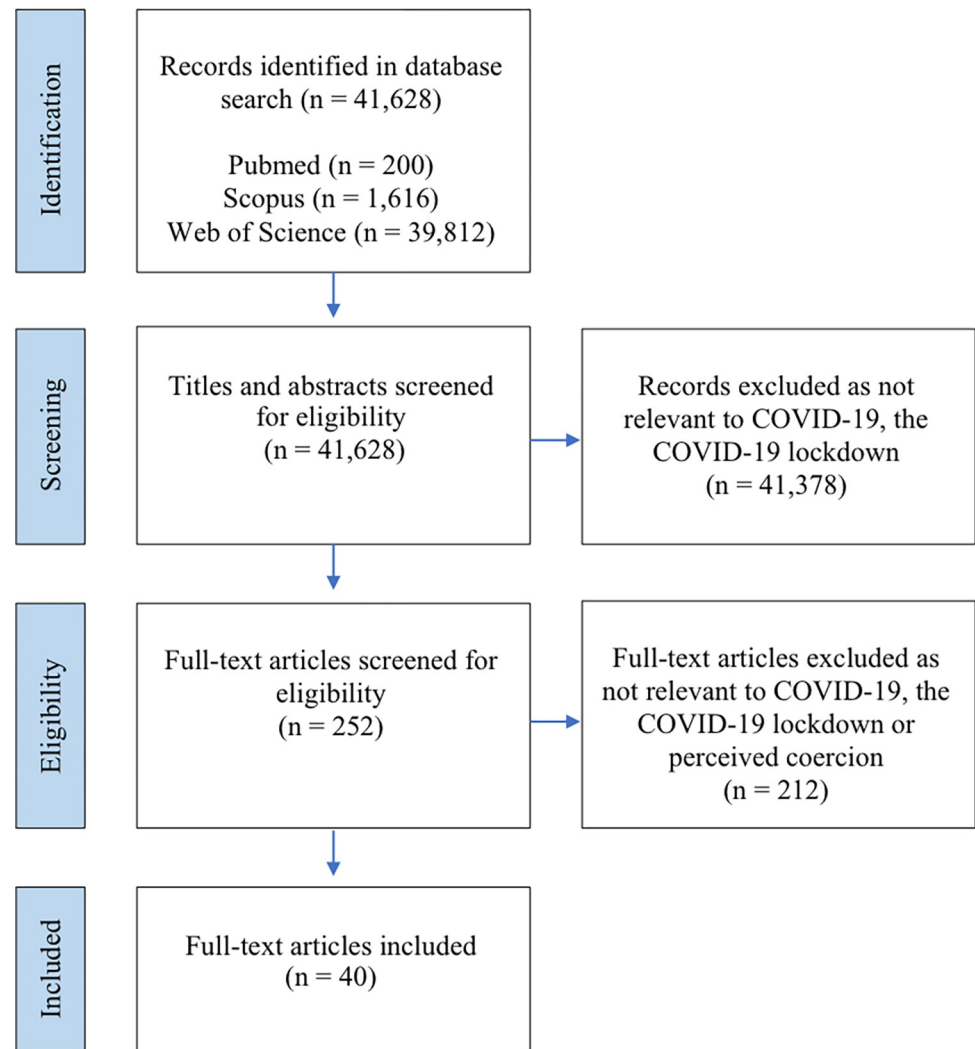 Identification
Records identified in database
search (n = 41,628)
Pubmed (n = 200)
Scopus (n = 1,616)
Web of Science (n = 39,812)
Screening
Titles and abstracts screened
for eligibility
(n = 41,628)
Records excluded as not
relevant to COVID-19, the
COVID-19 lockdown
(n = 41,378)
Eligibility
Full-text articles screened for
eligibility
(n = 252)
Full-text articles excluded as
not relevant to COVID-19, the
COVID-19 lockdown or
perceived coercion
(n = 212)
Included
Full-text articles included
(n = 40)